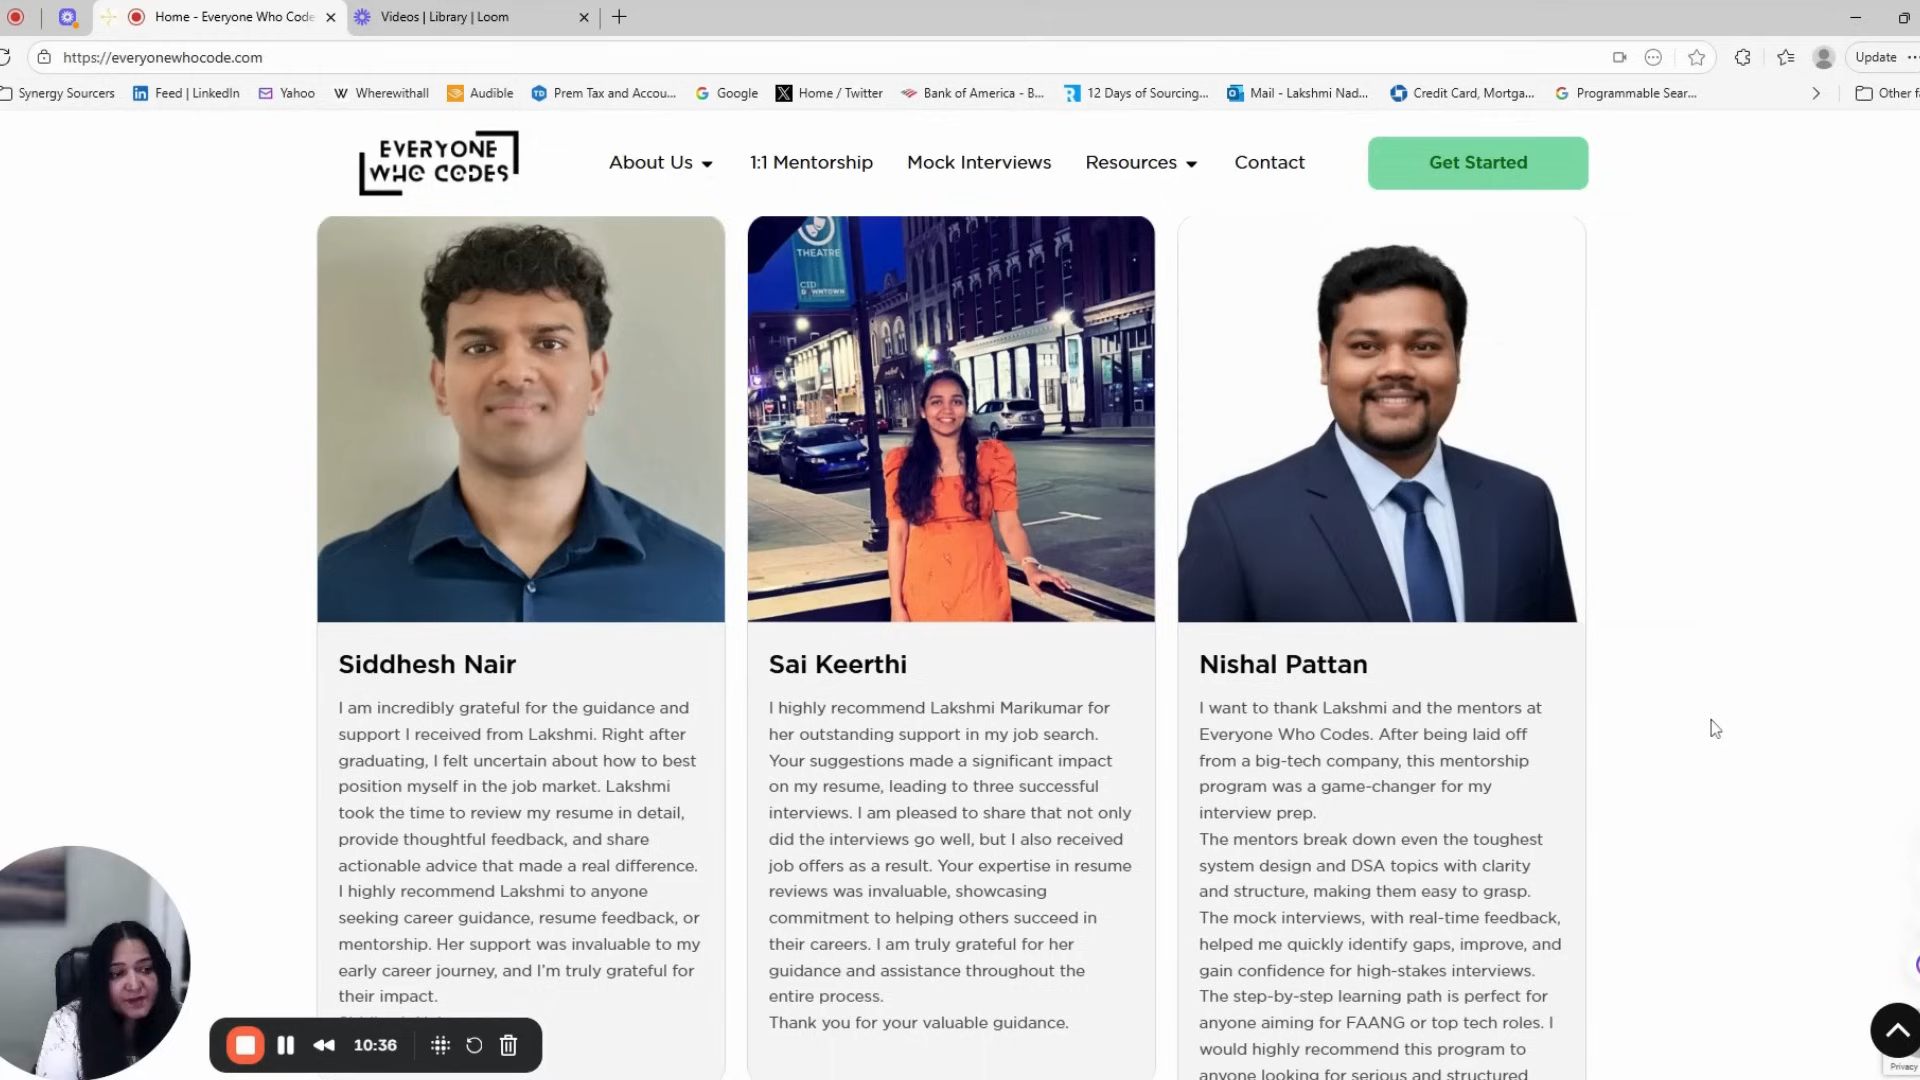 Home - Everyone Who Code
Videos | Library | Loom
https://everyonewhocode.com
Update
Synergy Sourcers
Feed | LinkedIn
Yahoo
Wherewithall
Audible
Prem Tax and Accou...
Google
Home / Twitter
Bank of America - B...
12 Days of Sourcing...
Mail - Lakshmi Nad...
Credit Card, Mortga...
Programmable Sear...
Other fa
EVERYONE
WHO CODES
About Us
1:1 Mentorship
Mock Interviews
Resources
Contact
Get Started
THEATRE
CID
DOWNTOWN
Siddhesh Nair
I am incredibly grateful for the guidance and
support I received from Lakshmi. Right after
graduating, I felt uncertain about how to best
position myself in the job market. Lakshmi
took the time to review my resume in detail,
provide thoughtful feedback, and share
actionable advice that made a real difference.
I highly recommend Lakshmi to anyone
seeking career guidance, resume feedback, or
mentorship. Her support was invaluable to my
early career journey, and I'm truly grateful for
their impact.
Sai Keerthi
I highly recommend Lakshmi Marikumar for
her outstanding support in my job search.
Your suggestions made a significant impact
on my resume, leading to three successful
interviews. I am pleased to share that not only
did the interviews go well, but I also received
job offers as a result. Your expertise in resume
reviews was invaluable, showcasing
commitment to helping others succeed in
their careers. I am truly grateful for her
guidance and assistance throughout the
entire process.
Thank you for your valuable guidance.
Nishal Pattan
I want to thank Lakshmi and the mentors at
Everyone Who Codes. After being laid off
from a big-tech company, this mentorship
program was a game-changer for my
interview prep.
The mentors break down even the toughest
system design and DSA topics with clarity
and structure, making them easy to grasp.
The mock interviews, with real-time feedback,
helped me quickly identify gaps, improve, and
gain confidence for high-stakes interviews.
The step-by-step learning path is perfect for
anyone aiming for FAANG or top tech roles. I
would highly recommend this program to
anyone looking for serious and structured
10:36
Privacy